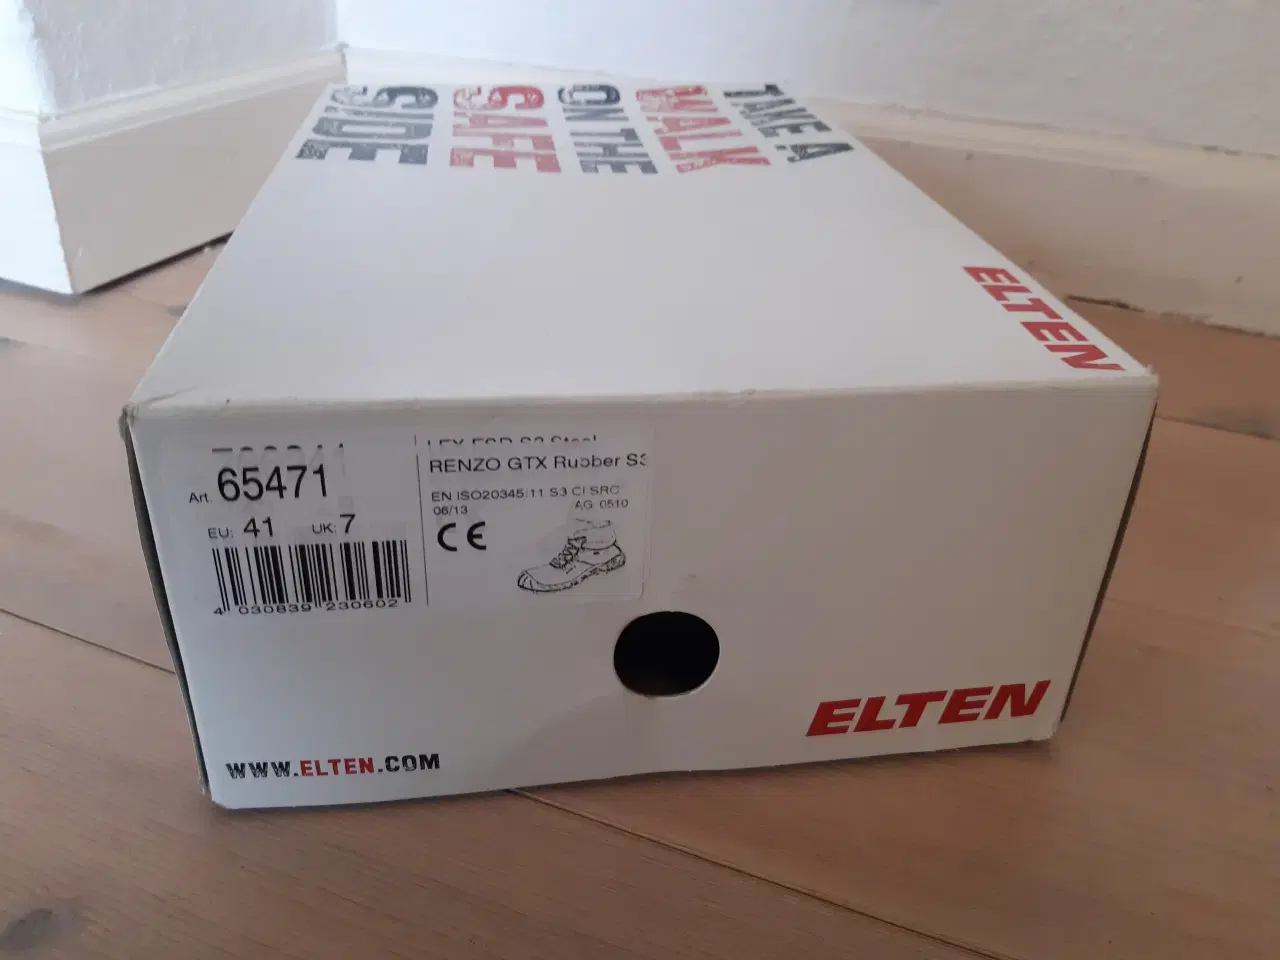 TAKE A
WALK
ON THE
SAFE
SIDE
ELTEN
Art. 65471
EU: 41 UK: 7
4 030839 230602
RENZO GTX Rubber S3
EN ISO20345:11 S3 CI SRC
06/13 AG 0510
CE
ELTEN
WWW.ELTEN.COM